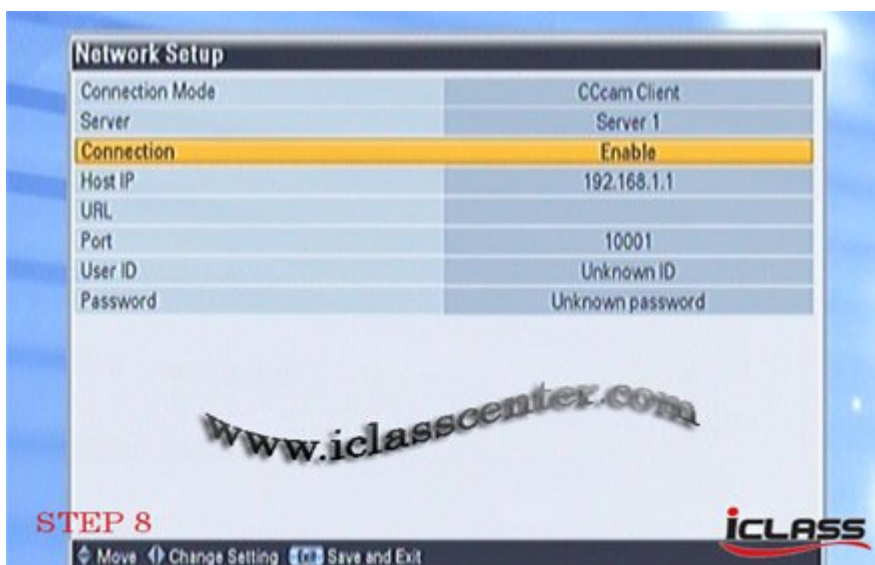 Network Setup
Connection Mode CCcam Client
Server Server 1
Connection Enable
Host IP 192.168.1.1
URL
Port 10001
User ID Unknown ID
Password Unknown password
www.iclasscenter.com
STEP 8
iCLASS
Move Change Setting Exit Save and Exit